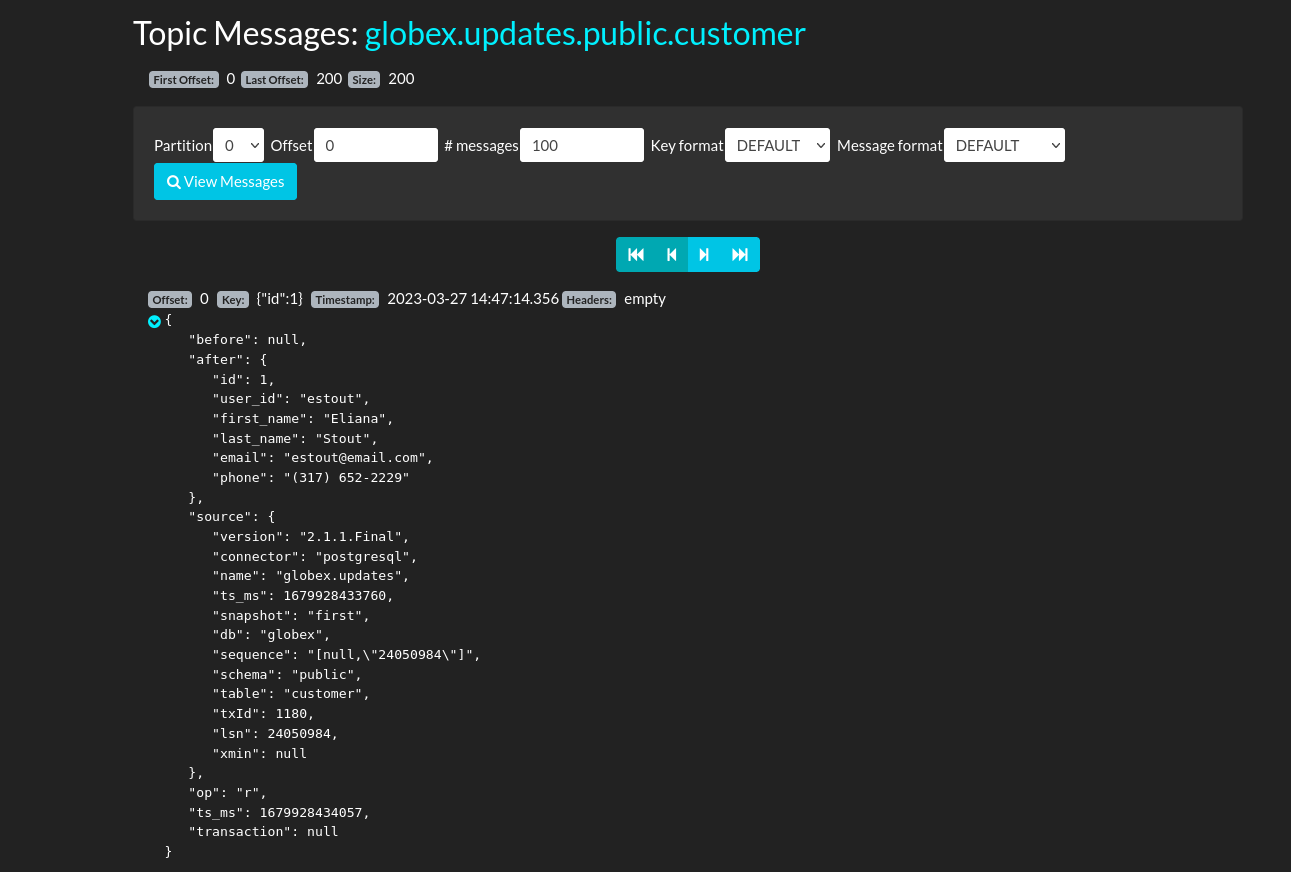 Topic Messages: globex.updates.public.customer
First Offset: 0 Last Offset: 200 Size: 200
Partition 0 Offset 0 # messages 100 Key format DEFAULT Message format DEFAULT
View Messages
Offset: 0 Key: {"id":1} Timestamp: 2023-03-27 14:47:14.356 Headers: empty
{
   "before": null,
   "after": {
      "id": 1,
      "user_id": "estout",
      "first_name": "Eliana",
      "last_name": "Stout",
      "email": "estout@email.com",
      "phone": "(317) 652-2229"
   },
   "source": {
      "version": "2.1.1.Final",
      "connector": "postgresql",
      "name": "globex.updates",
      "ts_ms": 1679928433760,
      "snapshot": "first",
      "db": "globex",
      "sequence": "[null,\"24050984\"]",
      "schema": "public",
      "table": "customer",
      "txId": 1180,
      "lsn": 24050984,
      "xmin": null
   },
   "op": "r",
   "ts_ms": 1679928434057,
   "transaction": null
}